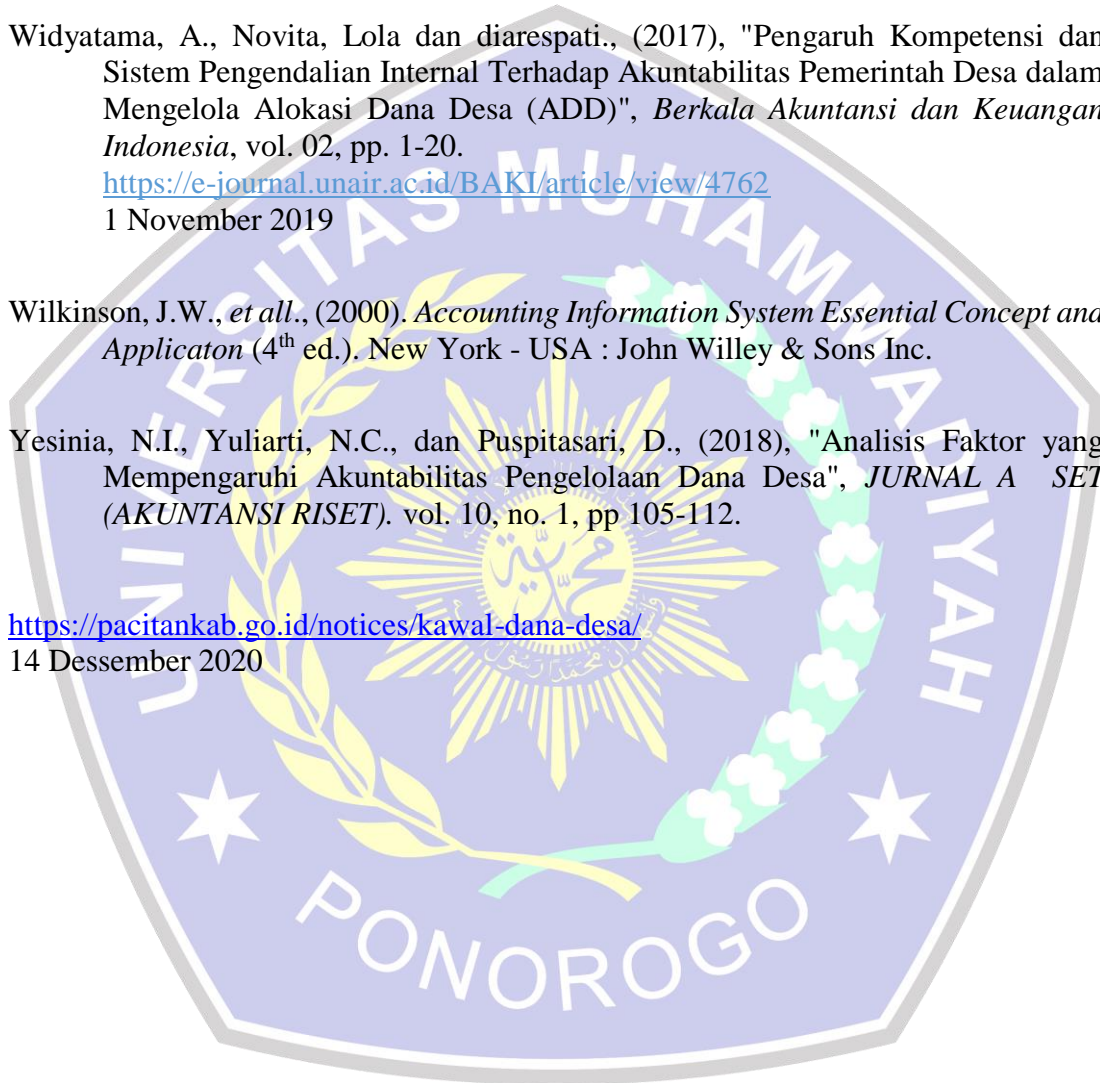 Widyatama, A., Novita, Lola dan diarespati., (2017), "Pengaruh Kompetensi dan
Sistem Pengendalian Internal Terhadap Akuntabilitas Pemerintah Desa dalam
Mengelola Alokasi Dana Desa (ADD)", Berkala Akuntansi dan Keuangan
Indonesia, vol. 02, pp. 1-20.
https://e-journal.unair.ac.id/BAKI/article/view/4762
1 November 2019
Wilkinson, J.W., et all., (2000). Accounting Information System Essential Concept and
Applicaton (4th ed.). New York - USA : John Willey & Sons Inc.
Yesinia, N.I., Yuliarti, N.C., dan Puspitasari, D., (2018), "Analisis Faktor yang
Mempengaruhi Akuntabilitas Pengelolaan Dana Desa", JURNAL A SET
(AKUNTANSI RISET). vol. 10, no. 1, pp 105-112.
https://pacitankab.go.id/notices/kawal-dana-desa/
14 Dessember 2020
UNIVERSITAS MUHAMMADIYAH
PONOROGO
محمدية